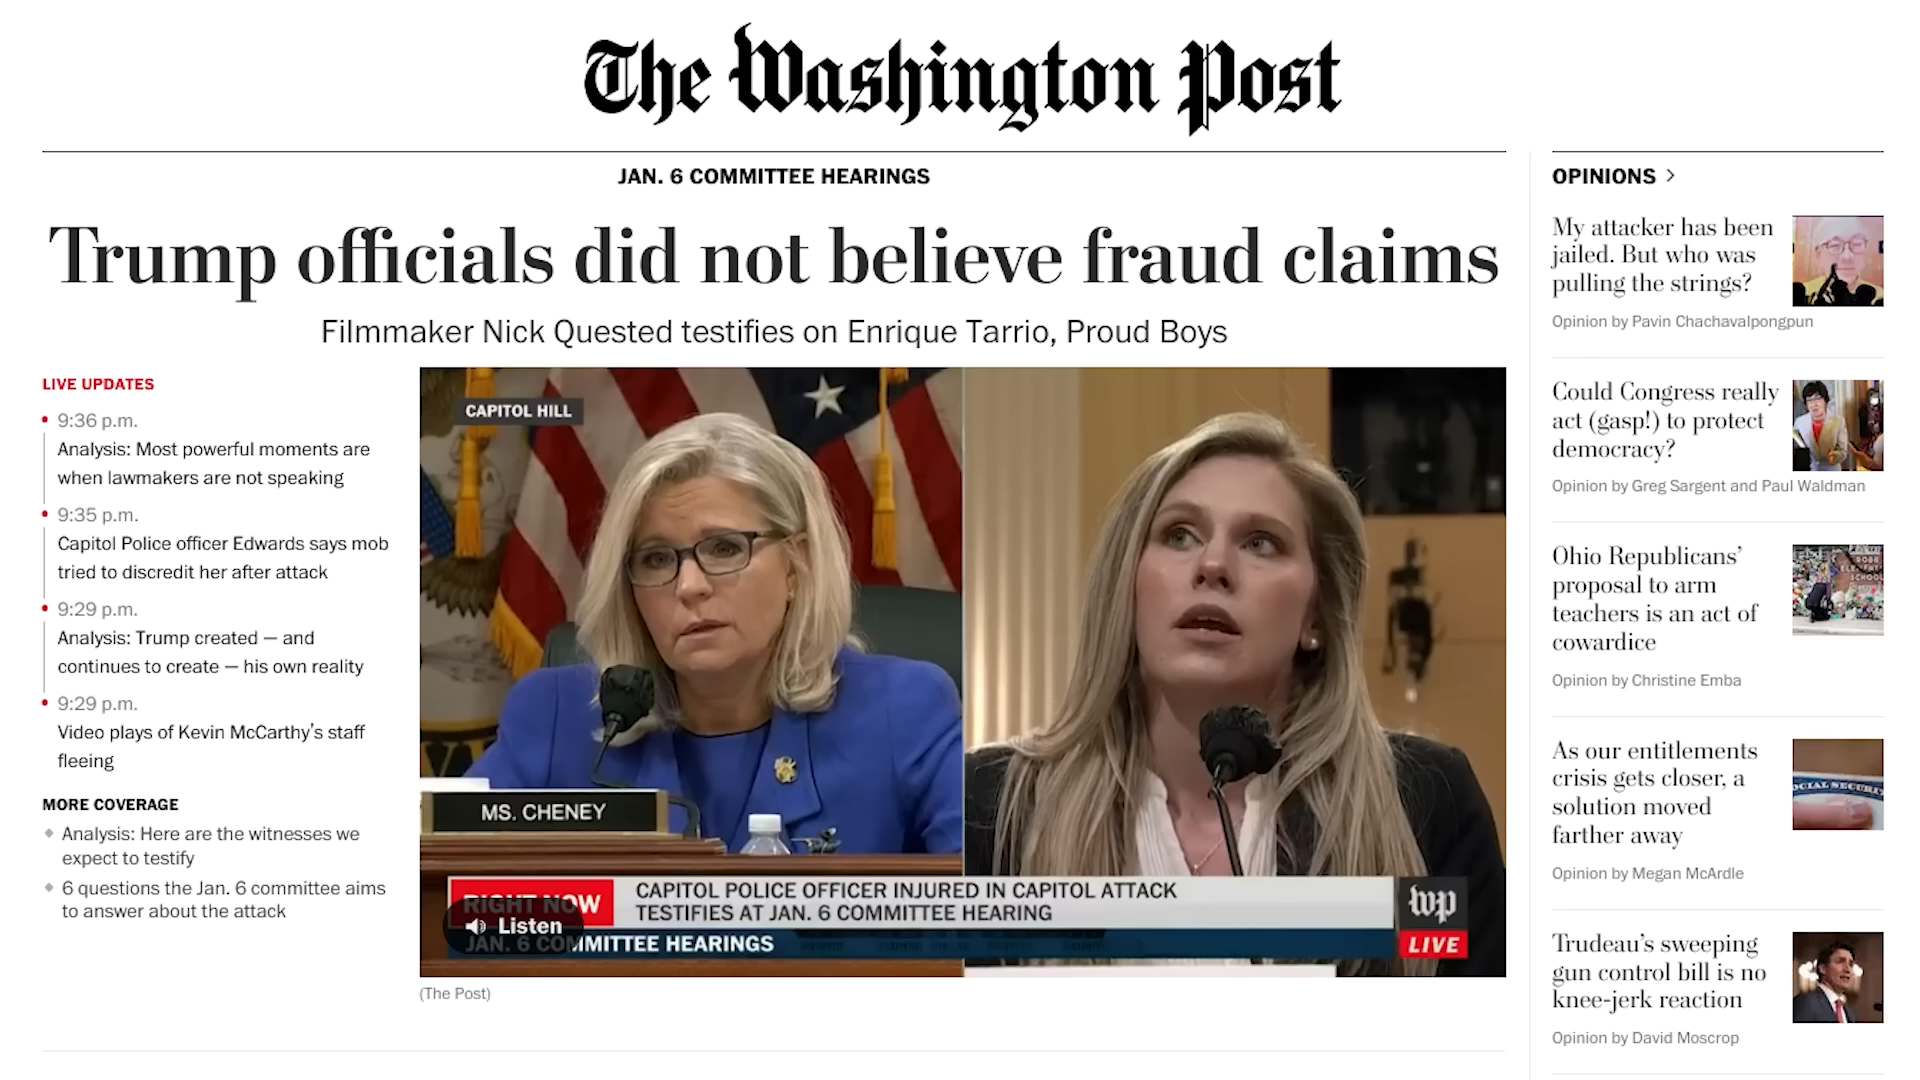 The Washington Post
JAN. 6 COMMITTEE HEARINGS
Trump officials did not believe fraud claims
Filmmaker Nick Quested testifies on Enrique Tarrio, Proud Boys
LIVE UPDATES
9:36 p.m.
Analysis: Most powerful moments are
when lawmakers are not speaking
9:35 p.m.
Capitol Police officer Edwards says mob
tried to discredit her after attack
9:29 p.m.
Analysis: Trump created — and
continues to create — his own reality
9:29 p.m.
Video plays of Kevin McCarthy's staff
fleeing
MORE COVERAGE
Analysis: Here are the witnesses we
expect to testify
6 questions the Jan. 6 committee aims
to answer about the attack
CAPITOL HILL
MS. CHENEY
RIGHT NOW
CAPITOL POLICE OFFICER INJURED IN CAPITOL ATTACK
TESTIFIES AT JAN. 6 COMMITTEE HEARING
wp
Listen
JAN. 6 COMMITTEE HEARINGS
LIVE
(The Post)
OPINIONS >
My attacker has been
jailed. But who was
pulling the strings?
Opinion by Pavin Chachavalpongpun
Could Congress really
act (gasp!) to protect
democracy?
Opinion by Greg Sargent and Paul Waldman
Ohio Republicans'
proposal to arm
teachers is an act of
cowardice
Opinion by Christine Emba
As our entitlements
crisis gets closer, a
solution moved
farther away
Opinion by Megan McArdle
Trudeau's sweeping
gun control bill is no
knee-jerk reaction
Opinion by David Moscrop